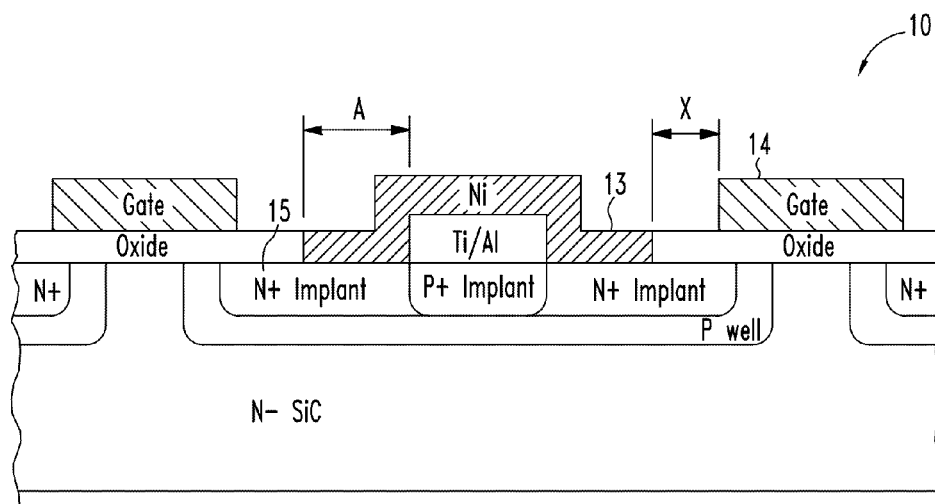 10
A
X
14
13
Ni
Gate
Gate
15
Oxide
Ti/Al
Oxide
N+
N+ Implant
P+ Implant
N+ Implant
N+
P well
N- SiC